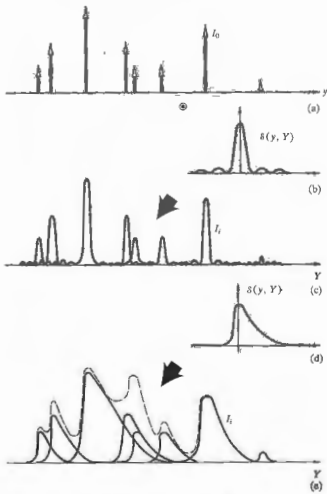 I₀
y
(a)
𝒮(y, Y)
(b)
Iᵢ
Y
(c)
𝒮(y, Y)
(d)
Iᵢ
Y
(e)